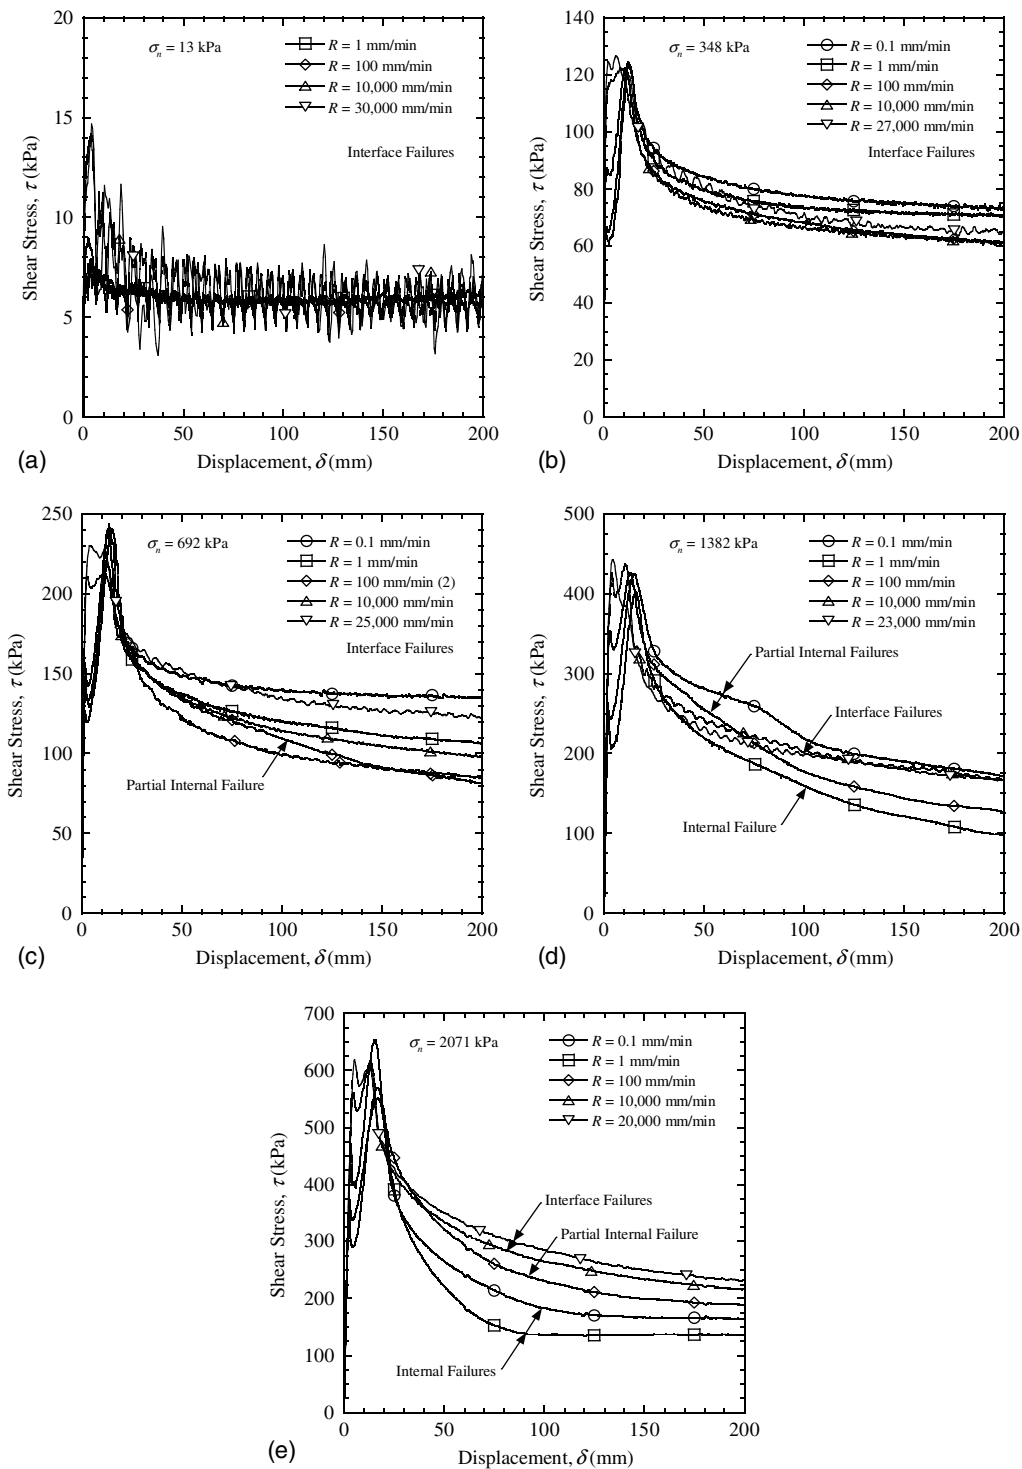 20
15
10
5
0
0 50 100 150 200
Shear Stress, τ (kPa)
Displacement, δ (mm)
σn = 13 kPa
R = 1 mm/min
R = 100 mm/min
R = 10,000 mm/min
R = 30,000 mm/min
Interface Failures
(a)
140
120
100
80
60
40
20
0
0 50 100 150 200
Shear Stress, τ (kPa)
Displacement, δ (mm)
σn = 348 kPa
R = 0.1 mm/min
R = 1 mm/min
R = 100 mm/min
R = 10,000 mm/min
R = 27,000 mm/min
Interface Failures
(b)
250
200
150
100
50
0
0 50 100 150 200
Shear Stress, τ (kPa)
Displacement, δ (mm)
σn = 692 kPa
R = 0.1 mm/min
R = 1 mm/min
R = 100 mm/min (2)
R = 10,000 mm/min
R = 25,000 mm/min
Interface Failures
Partial Internal Failure
(c)
500
400
300
200
100
0
0 50 100 150 200
Shear Stress, τ (kPa)
Displacement, δ (mm)
σn = 1382 kPa
R = 0.1 mm/min
R = 1 mm/min
R = 100 mm/min
R = 10,000 mm/min
R = 23,000 mm/min
Partial Internal Failures
Interface Failures
Internal Failure
(d)
700
600
500
400
300
200
100
0
0 50 100 150 200
Shear Stress, τ (kPa)
Displacement, δ (mm)
σn = 2071 kPa
R = 0.1 mm/min
R = 1 mm/min
R = 100 mm/min
R = 10,000 mm/min
R = 20,000 mm/min
Interface Failures
Partial Internal Failure
Internal Failures
(e)